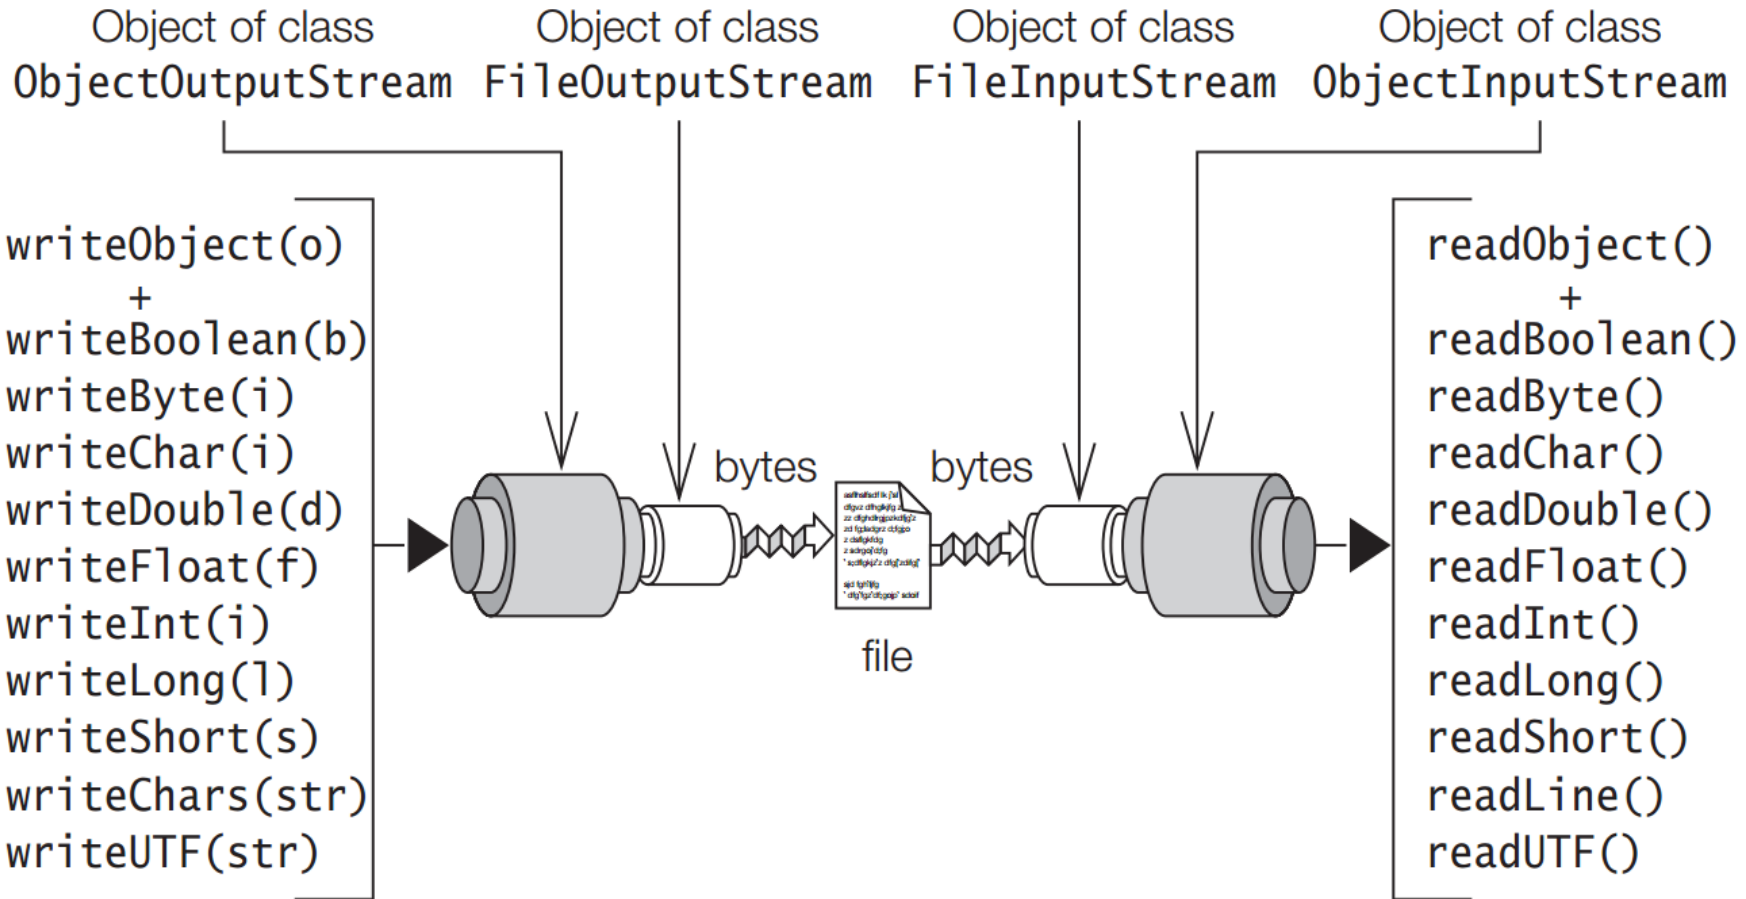 Object of class
ObjectOutputStream
Object of class
FileOutputStream
Object of class
FileInputStream
Object of class
ObjectInputStream
writeObject(o)
+
writeBoolean(b)
writeByte(i)
writeChar(i)
writeDouble(d)
writeFloat(f)
writeInt(i)
writeLong(l)
writeShort(s)
writeChars(str)
writeUTF(str)
bytes
file
bytes
readObject()
+
readBoolean()
readByte()
readChar()
readDouble()
readFloat()
readInt()
readLong()
readShort()
readLine()
readUTF()